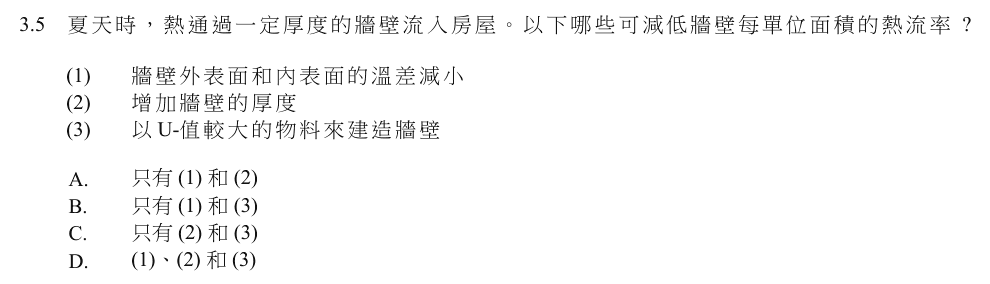 3.5 夏天時，熱通過一定厚度的牆壁流入房屋。以下哪些可減低牆壁每單位面積的熱流率？
(1) 牆壁外表面和內表面的溫差減小
(2) 增加牆壁的厚度
(3) 以 U-值較大的物料來建造牆壁
A. 只有 (1) 和 (2)
B. 只有 (1) 和 (3)
C. 只有 (2) 和 (3)
D. (1)、(2) 和 (3)